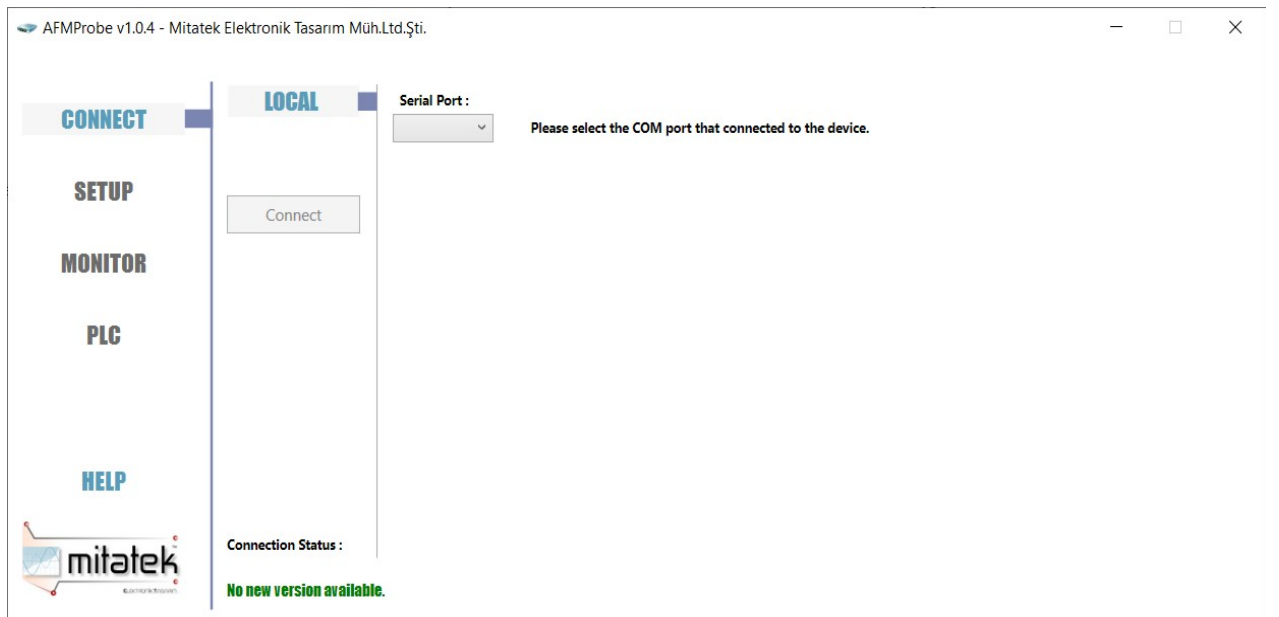 AFMProbe v1.0.4 - Mitatek Elektronik Tasarım Müh.Ltd.Şti.
CONNECT
SETUP
MONITOR
PLC
HELP
mitatek
LOCAL
Connect
Connection Status :
No new version available.
Serial Port :
Please select the COM port that connected to the device.